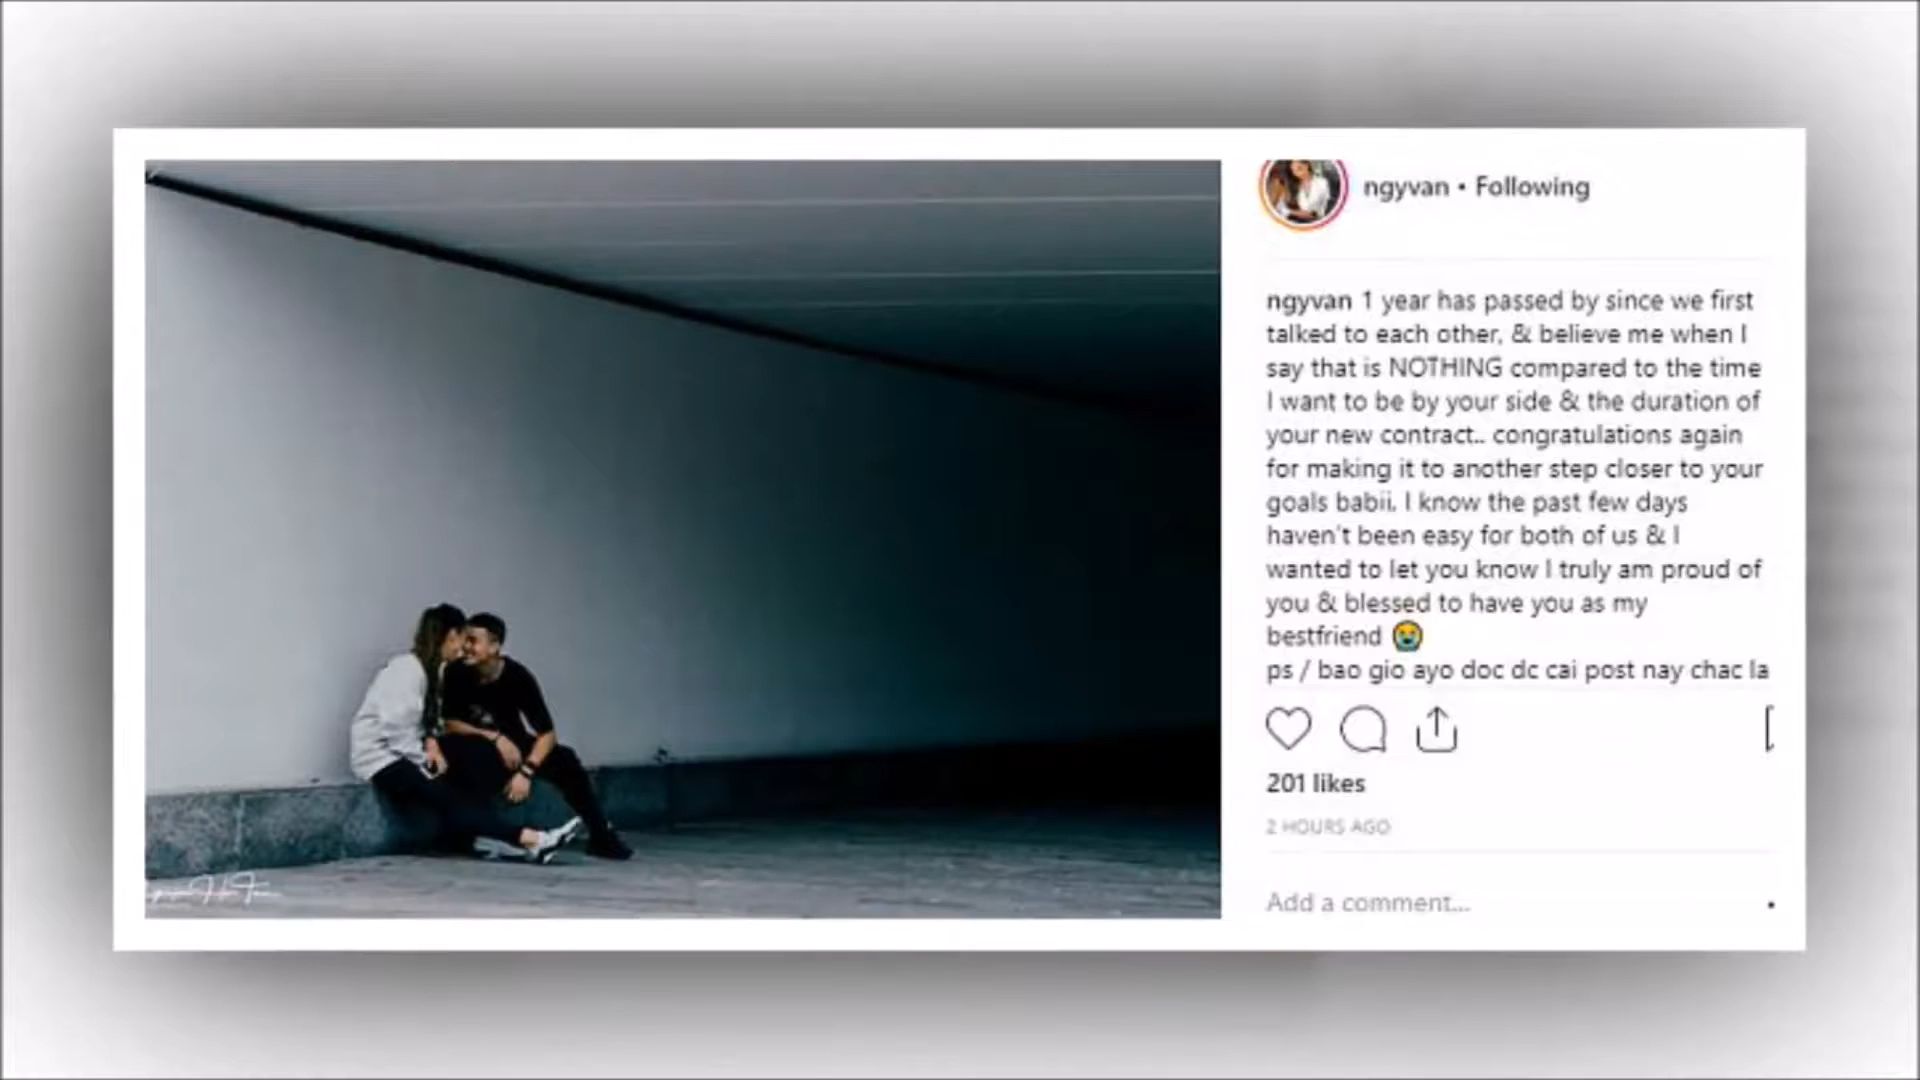 ngyvan • Following
ngyvan 1 year has passed by since we first
talked to each other, & believe me when I
say that is NOTHING compared to the time
I want to be by your side & the duration of
your new contract.. congratulations again
for making it to another step closer to your
goals babii. I know the past few days
haven't been easy for both of us & I
wanted to let you know I truly am proud of
you & blessed to have you as my
bestfriend 😭
ps / bao gio ayo doc dc cai post nay chac la
201 likes
2 HOURS AGO
Add a comment...